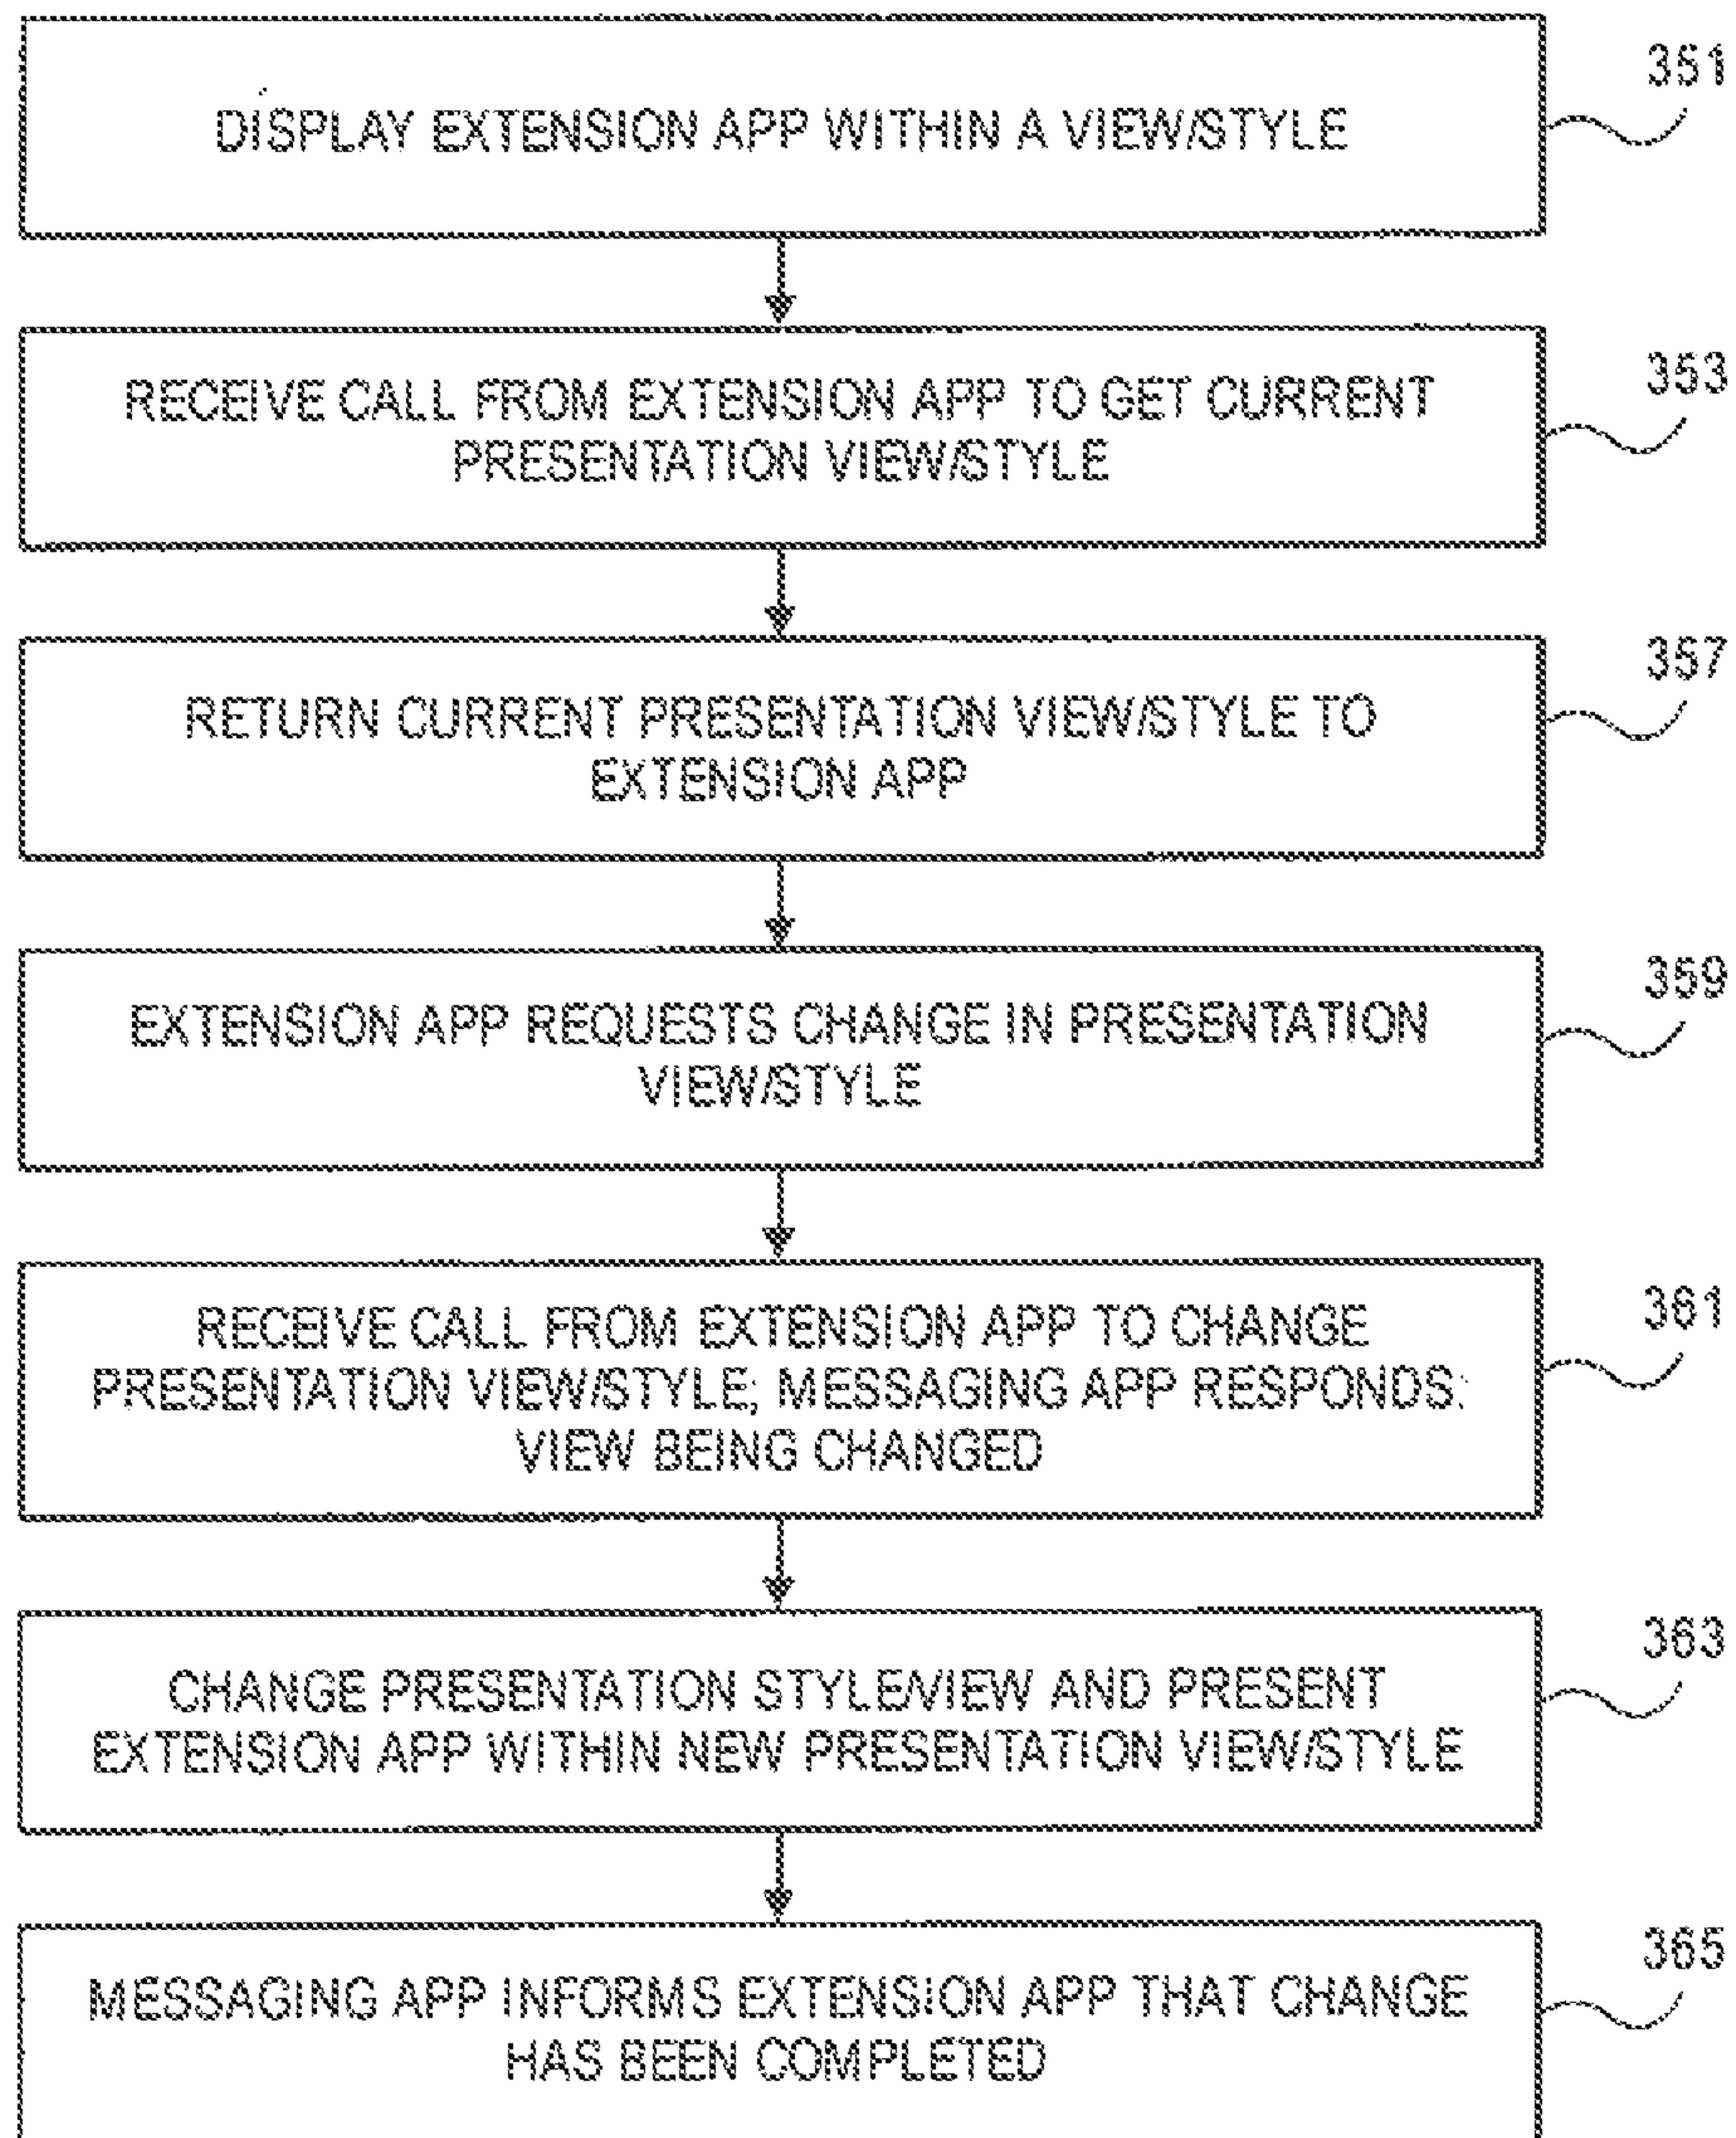 351
DISPLAY EXTENSION APP WITHIN A VIEW/STYLE
353
RECEIVE CALL FROM EXTENSION APP TO GET CURRENT
PRESENTATION VIEW/STYLE
357
RETURN CURRENT PRESENTATION VIEW/STYLE TO
EXTENSION APP
359
EXTENSION APP REQUESTS CHANGE IN PRESENTATION
VIEW/STYLE
361
RECEIVE CALL FROM EXTENSION APP TO CHANGE
PRESENTATION VIEW/STYLE; MESSAGING APP RESPONDS:
VIEW BEING CHANGED
363
CHANGE PRESENTATION STYLE/VIEW AND PRESENT
EXTENSION APP WITHIN NEW PRESENTATION VIEW/STYLE
365
MESSAGING APP INFORMS EXTENSION APP THAT CHANGE
HAS BEEN COMPLETED